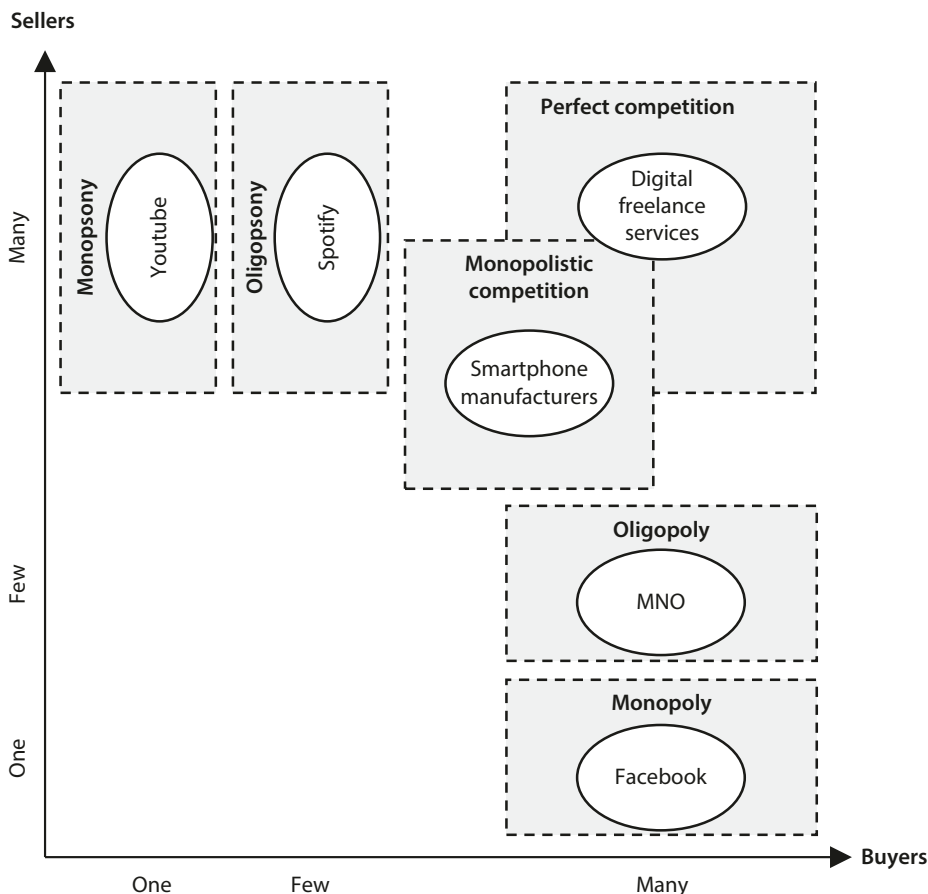 Sellers
Many
Few
One
Monopsony
Youtube
Oligopsony
Spotify
Perfect competition
Digital
freelance
services
Monopolistic
competition
Smartphone
manufacturers
Oligopoly
MNO
Monopoly
Facebook
Buyers
One
Few
Many